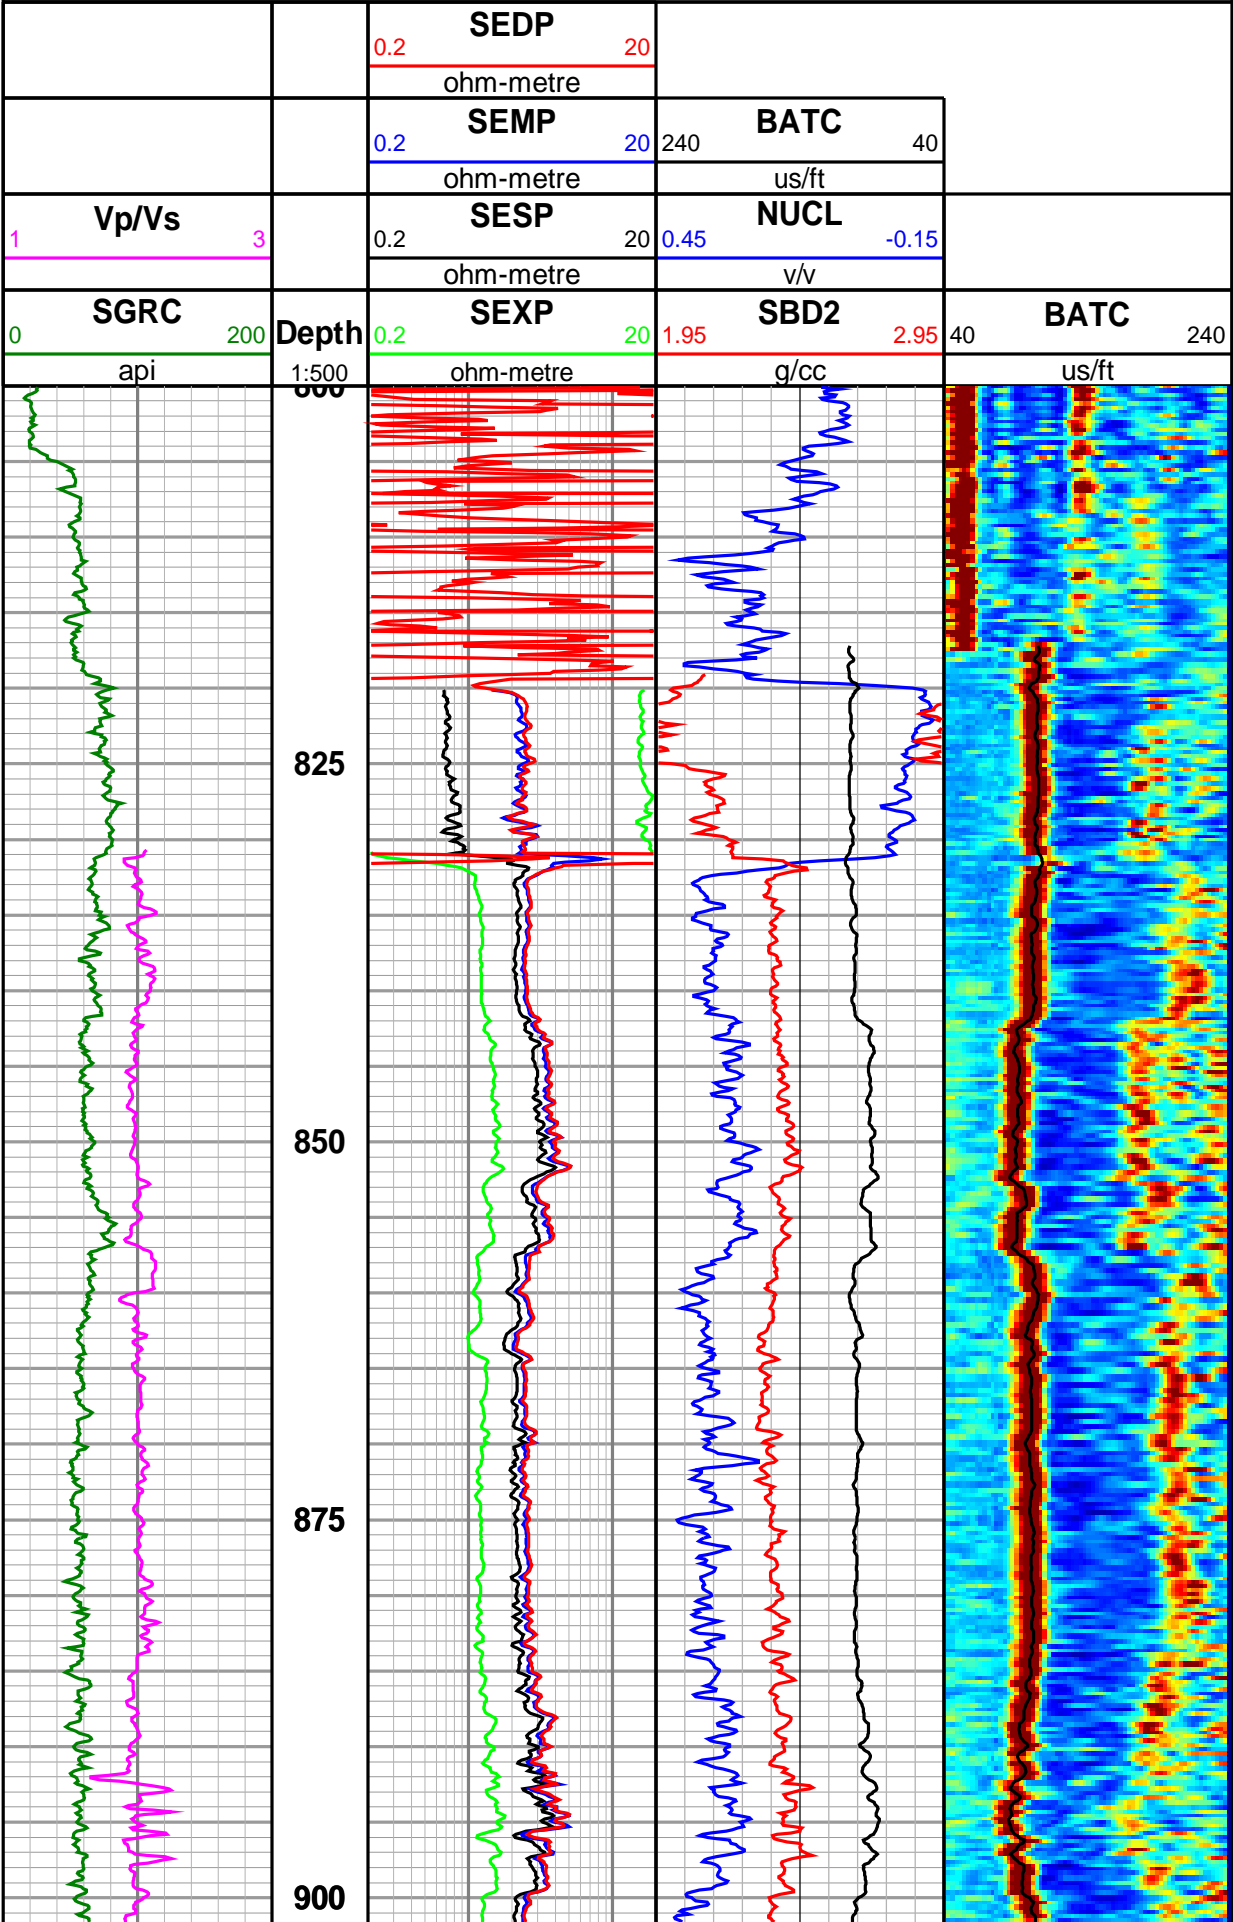 SEDP
0.2 20
ohm-metre
SEMP BATC
0.2 20 240 40
ohm-metre us/ft
Vp/Vs SESP NUCL
1 3 0.2 20 0.45 -0.15
ohm-metre v/v
SGRC Depth SEXP SBD2 BATC
0 200 0.2 20 1.95 2.95 40 240
api 1:500 ohm-metre g/cc us/ft
800
825
850
875
900